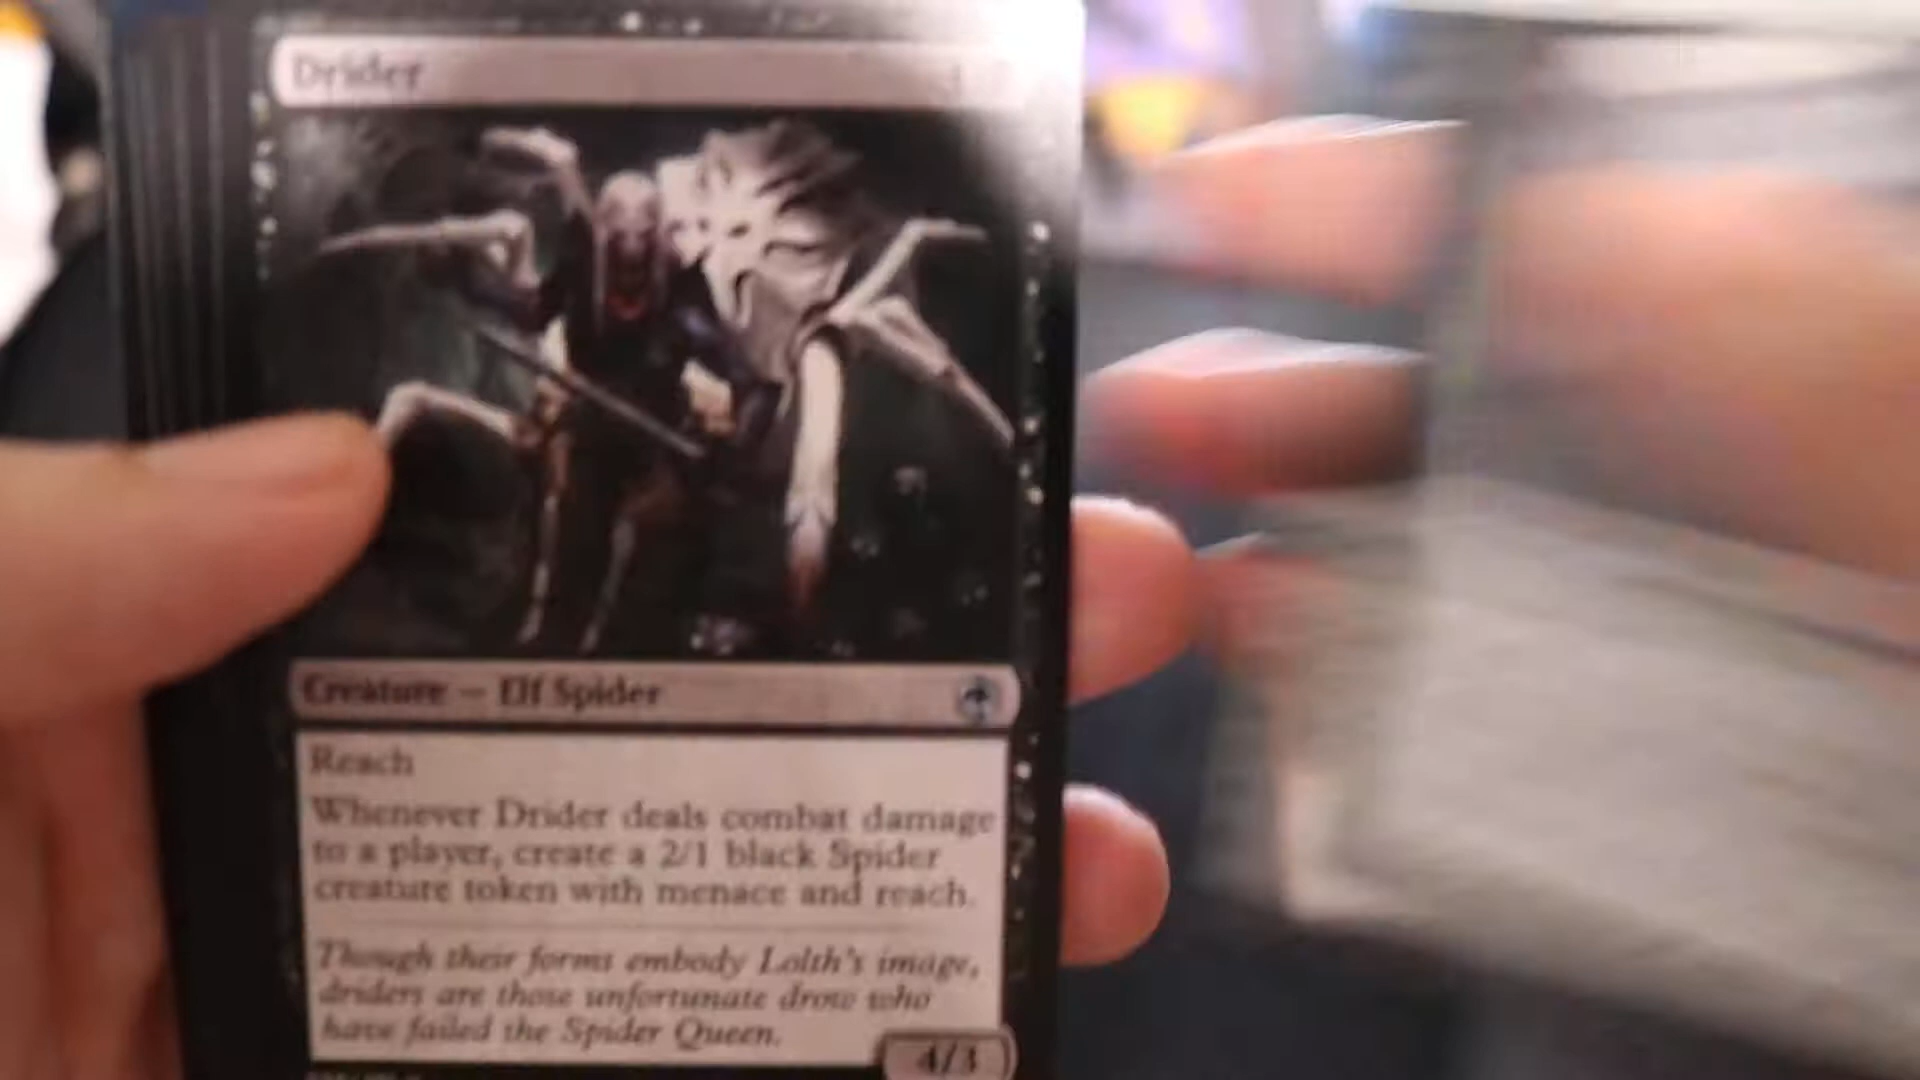 Drider
Creature — Elf Spider
Reach
Whenever Drider deals combat damage
to a player, create a 2/1 black Spider
creature token with menace and reach.
Though their forms embody Lolth's image,
driders are those unfortunate drow who
have failed the Spider Queen.
4/3